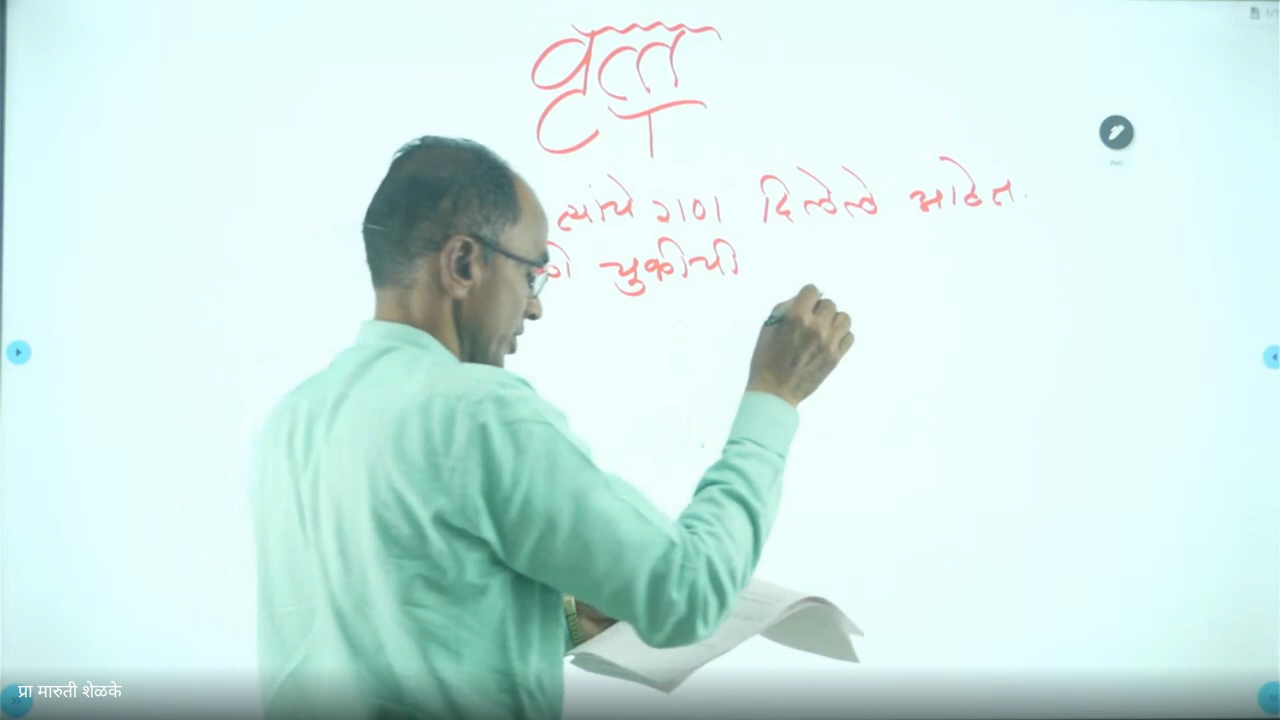 वृत्त
त्यांचे गण दिलेले आहेत.
चुकीची
प्रा मारुती शेळके